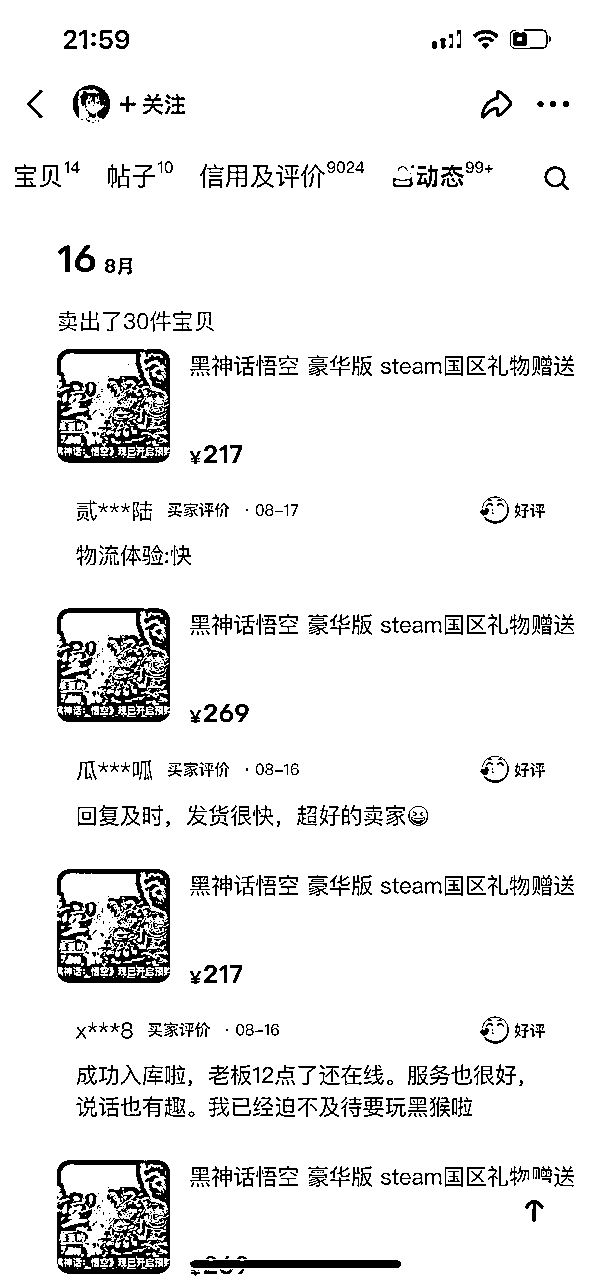 21:59
+ 关注
宝贝14 帖子10 信用及评价9024 动态99+
16 8月
卖出了30件宝贝
黑神话悟空 豪华版 steam国区礼物赠送
¥217
贰***陆 买家评价 · 08-17 好评
物流体验:快
黑神话悟空 豪华版 steam国区礼物赠送
¥269
瓜***呱 买家评价 · 08-16 好评
回复及时，发货很快，超好的卖家😆
黑神话悟空 豪华版 steam国区礼物赠送
¥217
x***8 买家评价 · 08-16 好评
成功入库啦，老板12点了还在线。服务也很好，
说话也有趣。我已经迫不及待要玩黑猴啦
黑神话悟空 豪华版 steam国区礼物赠送
¥269